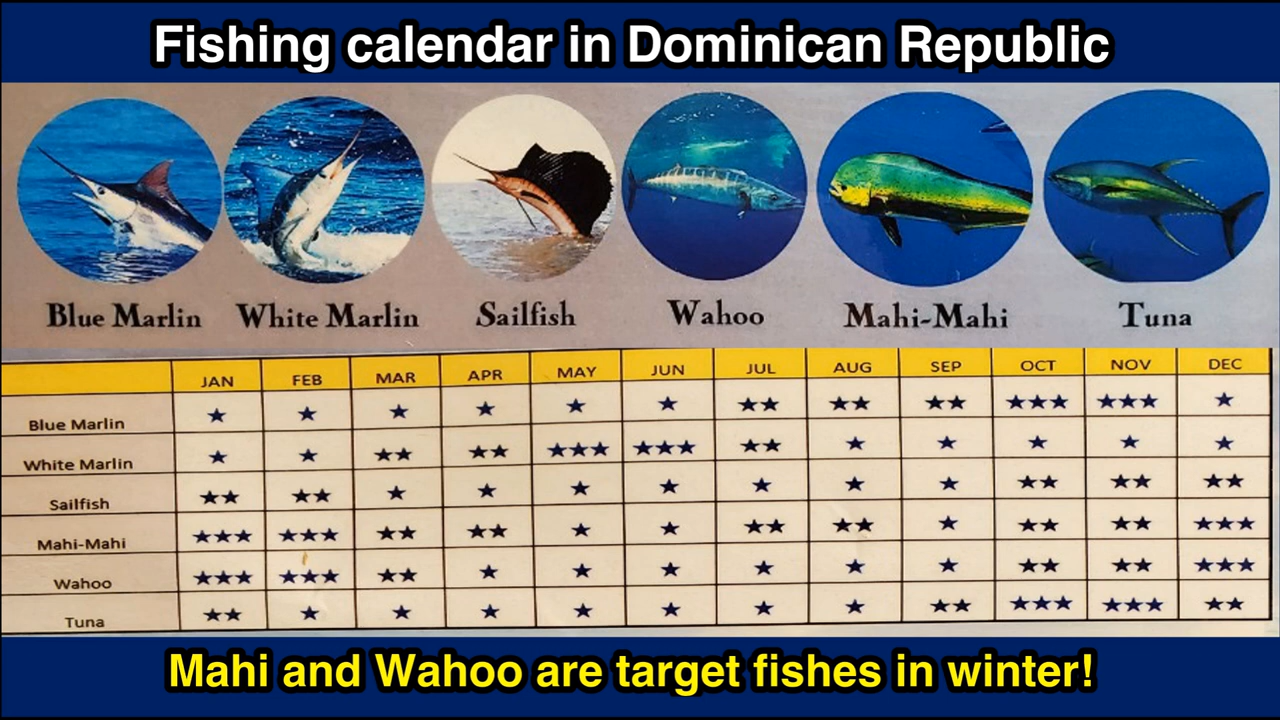 Fishing calendar in Dominican Republic
Blue Marlin White Marlin Sailfish Wahoo Mahi-Mahi Tuna
JAN FEB MAR APR MAY JUN JUL AUG SEP OCT NOV DEC
Blue Marlin ★ ★ ★ ★ ★ ★ ★★ ★★ ★★ ★★★ ★★★ ★
White Marlin ★ ★ ★★ ★★ ★★★ ★★★ ★★ ★ ★ ★ ★ ★
Sailfish ★★ ★★ ★ ★ ★ ★ ★ ★ ★ ★★ ★★ ★★
Mahi-Mahi ★★★ ★★★ ★★ ★★ ★ ★ ★★ ★★ ★ ★★ ★★ ★★★
Wahoo ★★★ ★★★ ★★ ★ ★ ★ ★ ★ ★ ★★ ★★ ★★★
Tuna ★★ ★ ★ ★ ★ ★ ★ ★ ★★ ★★★ ★★★ ★★
Mahi and Wahoo are target fishes in winter!